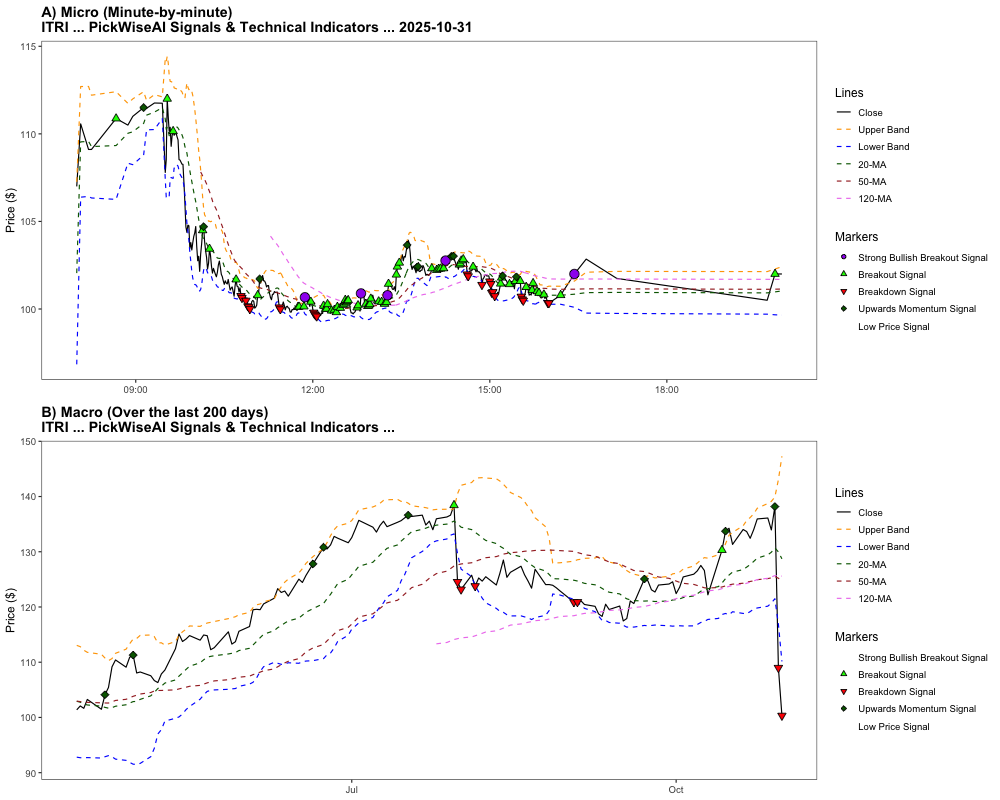 A) Micro (Minute-by-minute)
ITRI ... PickWiseAI Signals & Technical Indicators ... 2025-10-31
115
110
105
100
Price ($)
09:00
12:00
15:00
18:00
Lines
Close
Upper Band
Lower Band
20-MA
50-MA
120-MA
Markers
Strong Bullish Breakout Signal
Breakout Signal
Breakdown Signal
Upwards Momentum Signal
Low Price Signal
B) Macro (Over the last 200 days)
ITRI ... PickWiseAI Signals & Technical Indicators ...
150
140
130
120
110
100
90
Price ($)
Jul
Oct
Lines
Close
Upper Band
Lower Band
20-MA
50-MA
120-MA
Markers
Strong Bullish Breakout Signal
Breakout Signal
Breakdown Signal
Upwards Momentum Signal
Low Price Signal